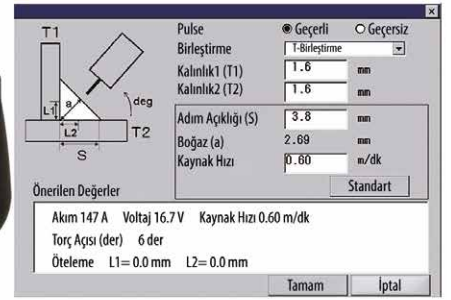 T1
a
L1
L2
deg
T2
S
Pulse Geçerli Geçersiz
Birleştirme T-Birleştirme
Kalınlık1 (T1) 1.6 mm
Kalınlık2 (T2) 1.6 mm
Adım Açıklığı (S) 3.8 mm
Boğaz (a) 2.69 mm
Kaynak Hızı 0.60 m/dk
Standart
Önerilen Değerler
Akım 147 A Voltaj 16.7 V Kaynak Hızı 0.60 m/dk
Torç Açısı (der) 6 der
Öteleme L1= 0.0 mm L2= 0.0 mm
Tamam İptal